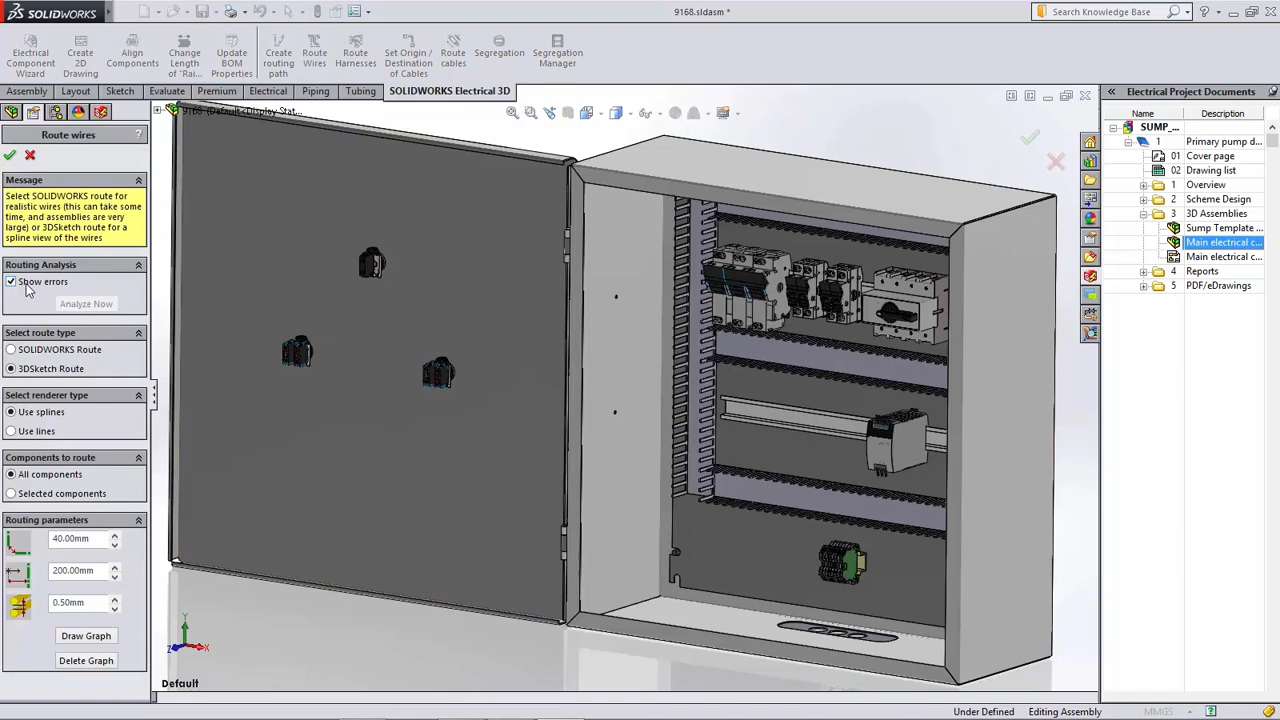 SOLIDWORKS
9168.sldasm *
Search Knowledge Base
Electrical Component Wizard
Create 2D Drawing
Align Components
Change Length of 'Rai...
Update BOM Properties
Create routing path
Route Wires
Route Harnesses
Set Origin / Destination of Cables
Route cables
Segregation
Segregation Manager
Assembly
Layout
Sketch
Evaluate
Premium
Electrical
Piping
Tubing
SOLIDWORKS Electrical 3D
9168 (Default<Display Stat...
Route wires
?
Message
Select SOLIDWORKS route for
realistic wires (this can take some
time, and assemblies are very
large) or 3DSketch route for a
spline view of the wires
Routing Analysis
Show errors
Analyze Now
Select route type
SOLIDWORKS Route
3DSketch Route
Select renderer type
Use splines
Use lines
Components to route
All components
Selected components
Routing parameters
40.00mm
200.00mm
0.50mm
Draw Graph
Delete Graph
Y
Z
X
Default
Electrical Project Documents
Name
Description
SUMP_...
1 Primary pump d...
01 Cover page
02 Drawing list
1 Overview
2 Scheme Design
3 3D Assemblies
Sump Template ...
Main electrical c...
Main electrical c...
4 Reports
5 PDF/eDrawings
Under Defined
Editing Assembly
MMGS